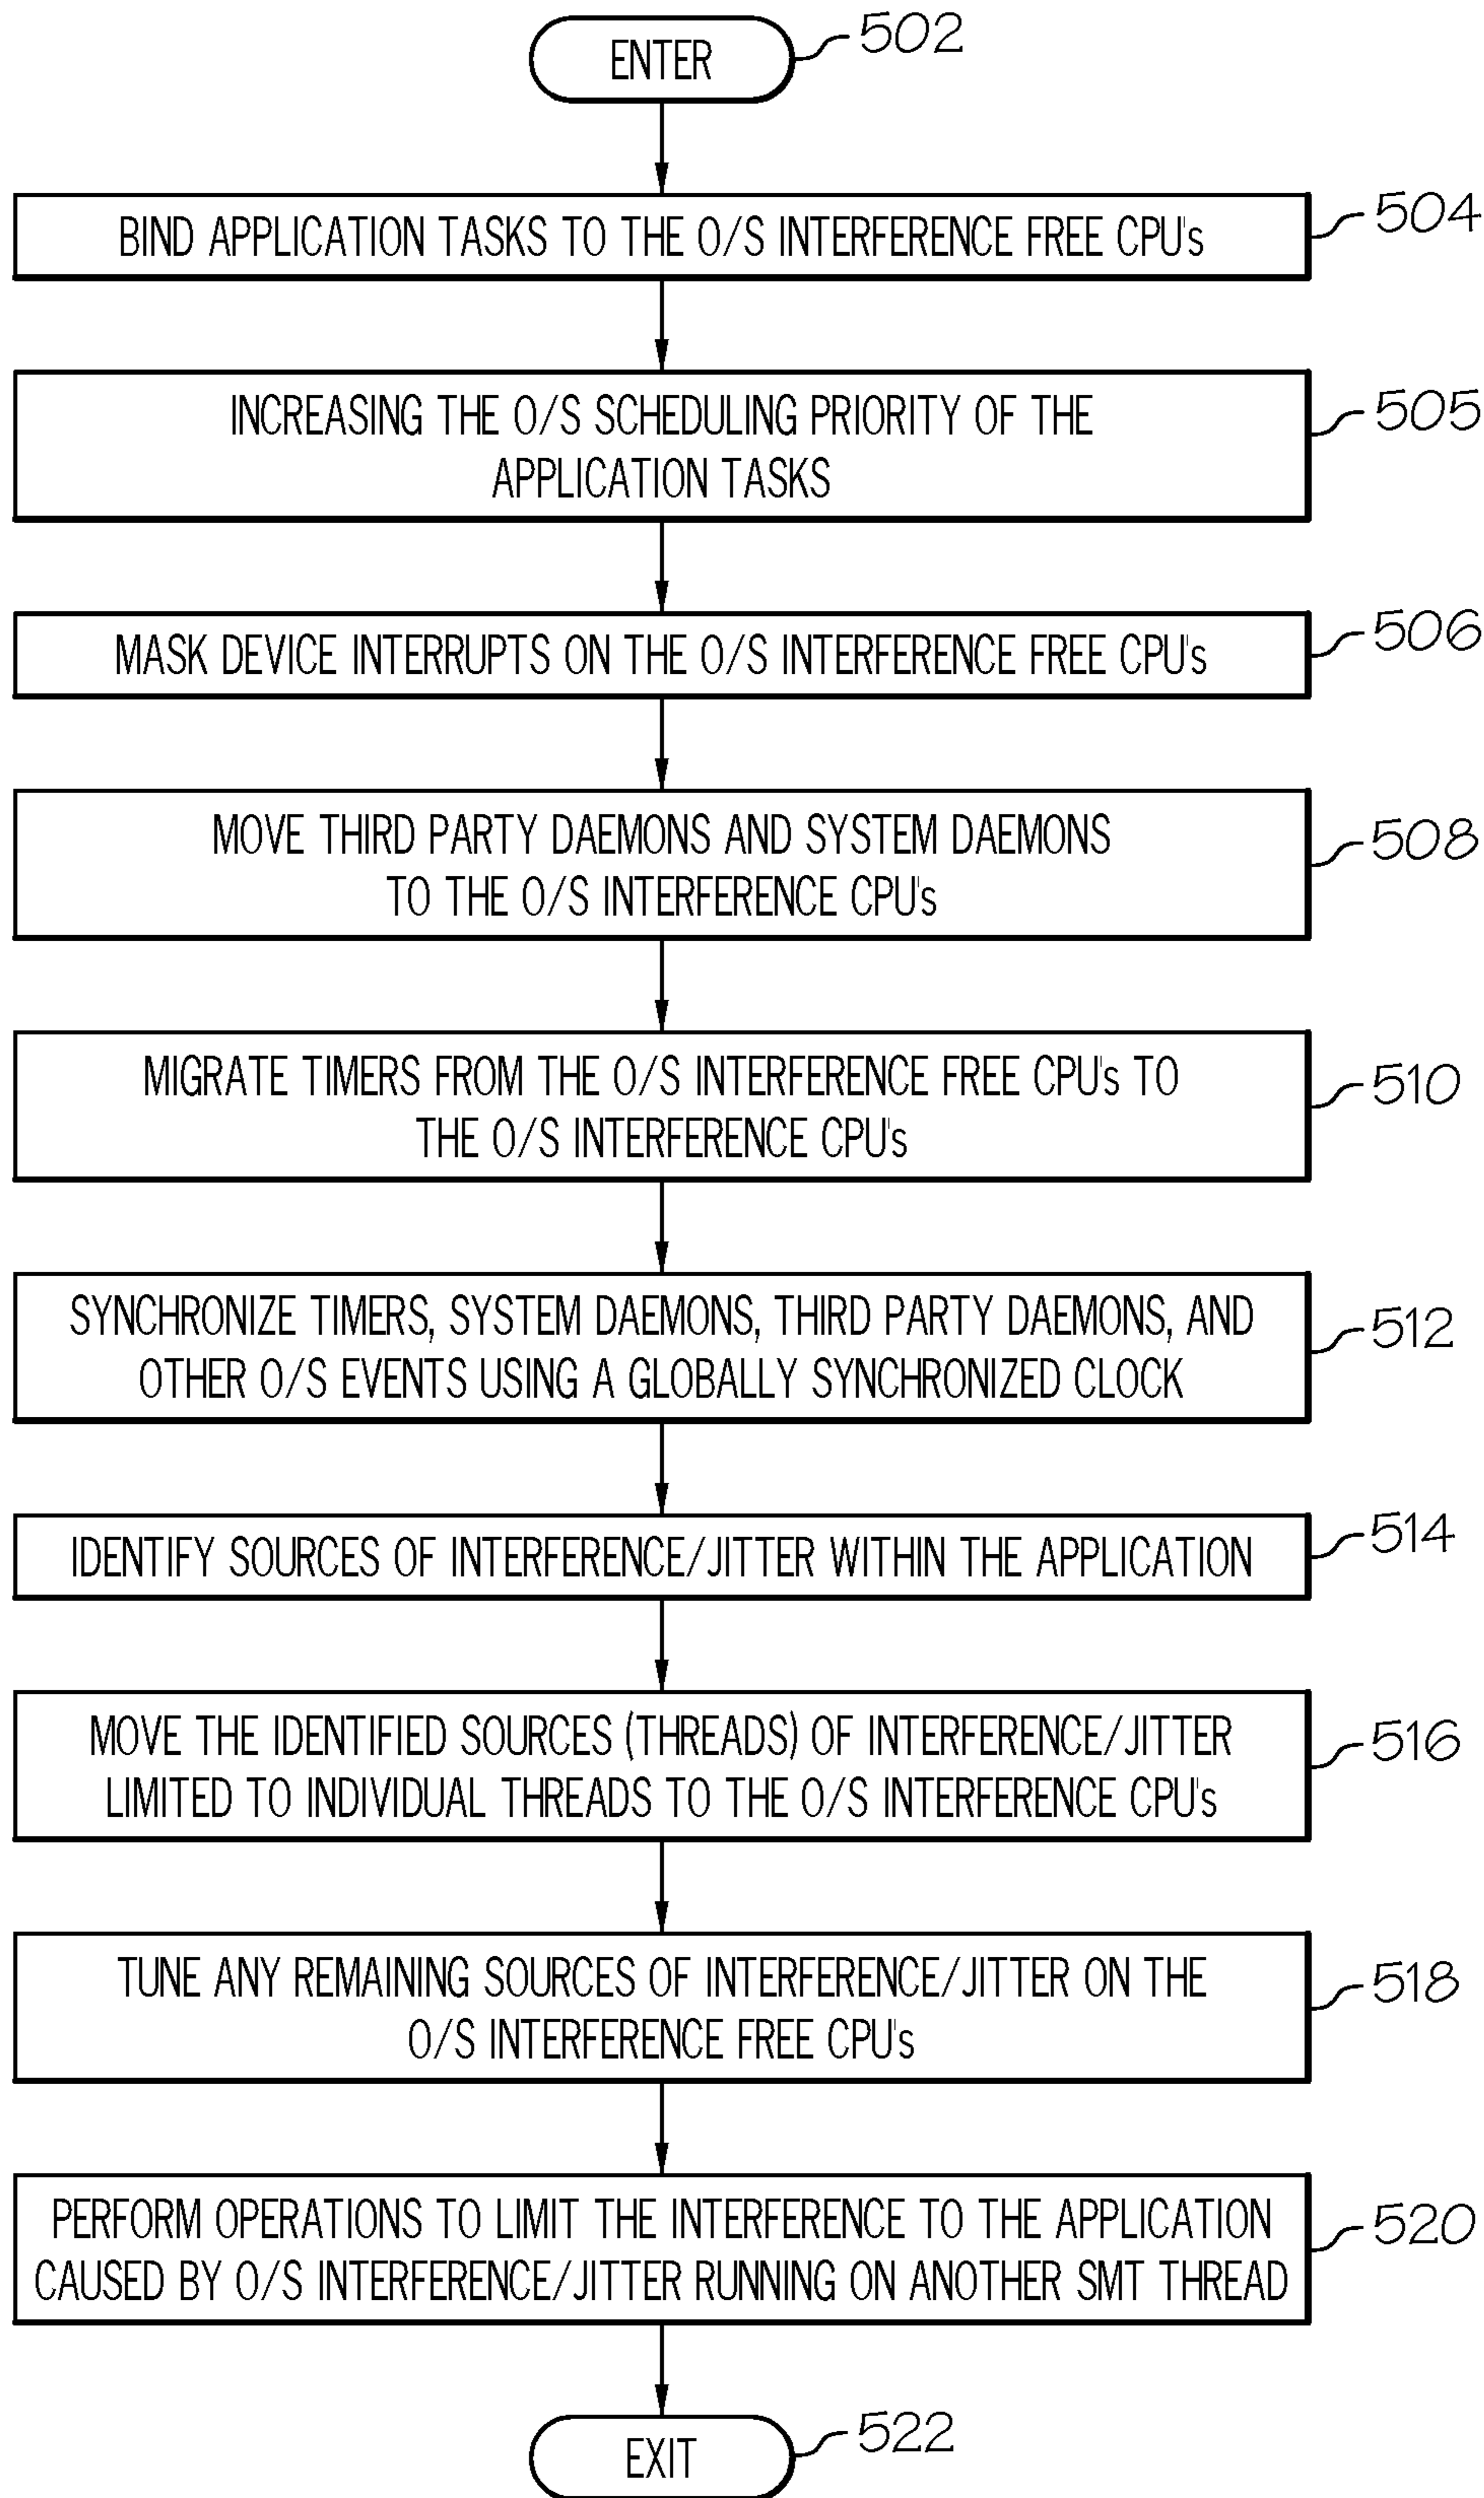 ENTER
502
BIND APPLICATION TASKS TO THE O/S INTERFERENCE FREE CPU's
504
INCREASING THE O/S SCHEDULING PRIORITY OF THE
APPLICATION TASKS
505
MASK DEVICE INTERRUPTS ON THE O/S INTERFERENCE FREE CPU's
506
MOVE THIRD PARTY DAEMONS AND SYSTEM DAEMONS
TO THE O/S INTERFERENCE CPU's
508
MIGRATE TIMERS FROM THE O/S INTERFERENCE FREE CPU's TO
THE O/S INTERFERENCE CPU's
510
SYNCHRONIZE TIMERS, SYSTEM DAEMONS, THIRD PARTY DAEMONS, AND
OTHER O/S EVENTS USING A GLOBALLY SYNCHRONIZED CLOCK
512
IDENTIFY SOURCES OF INTERFERENCE/JITTER WITHIN THE APPLICATION
514
MOVE THE IDENTIFIED SOURCES (THREADS) OF INTERFERENCE/JITTER
LIMITED TO INDIVIDUAL THREADS TO THE O/S INTERFERENCE CPU's
516
TUNE ANY REMAINING SOURCES OF INTERFERENCE/JITTER ON THE
O/S INTERFERENCE FREE CPU's
518
PERFORM OPERATIONS TO LIMIT THE INTERFERENCE TO THE APPLICATION
CAUSED BY O/S INTERFERENCE/JITTER RUNNING ON ANOTHER SMT THREAD
520
EXIT
522